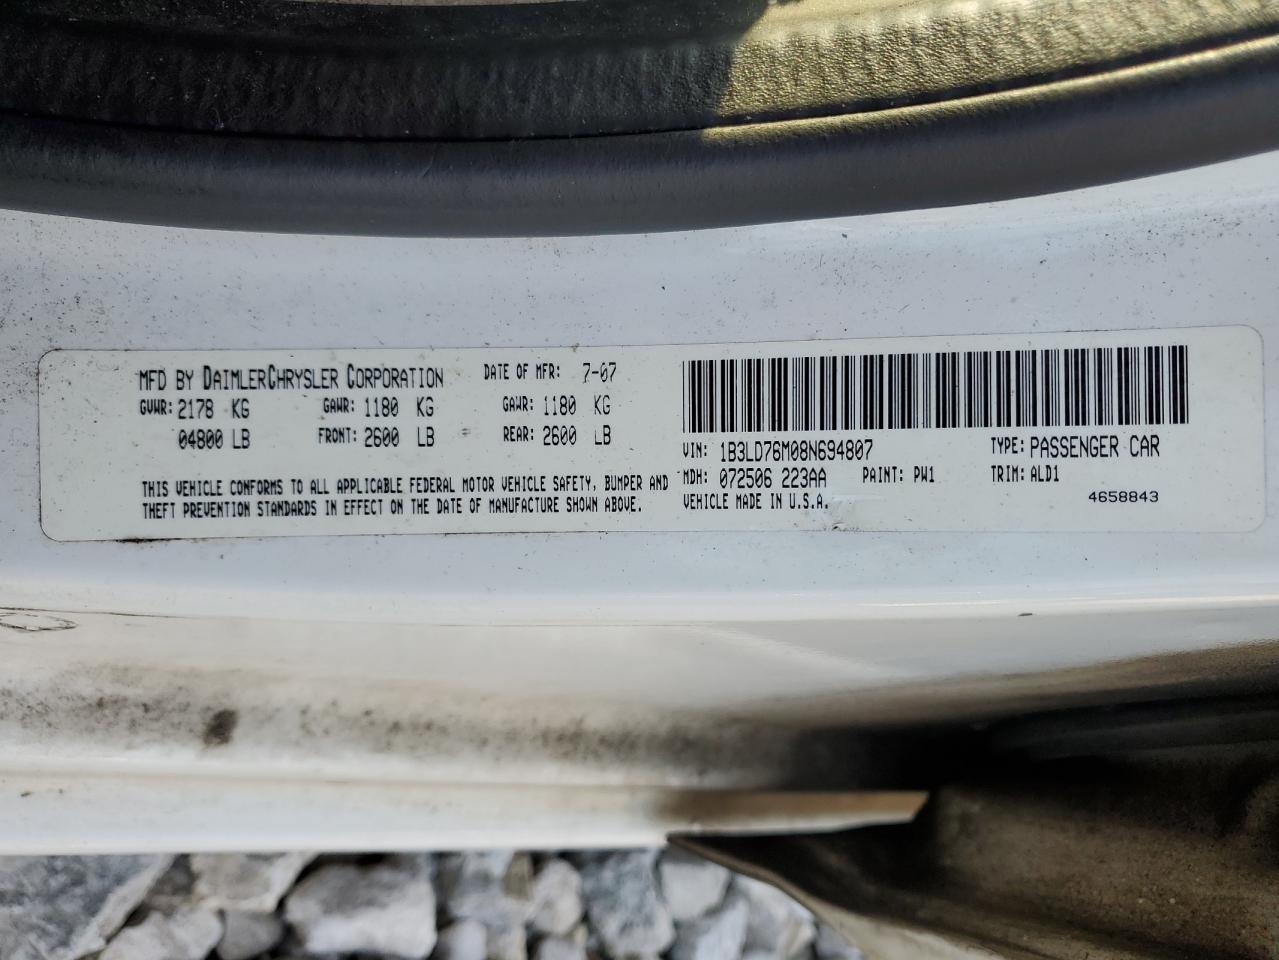 MFD BY DAIMLERCHRYSLER CORPORATION DATE OF MFR: 7-07
GVWR: 2178 KG GAWR: 1180 KG GAWR: 1180 KG
04800 LB FRONT: 2600 LB = REAR: 2600 LB
THIS VEHICLE CONFORMS TO ALL APPLICABLE FEDERAL MOTOR VEHICLE SAFETY, BUMPER AND
THEFT PREVENTION STANDARDS IN EFFECT ON THE DATE OF MANUFACTURE SHOWN ABOVE.
VIN: 1B3LD76M08N694807 TYPE: PASSENGER CAR
MDH: 072506 223AA PAINT: PW1 TRIM: ALD1
VEHICLE MADE IN U.S.A. 4658843